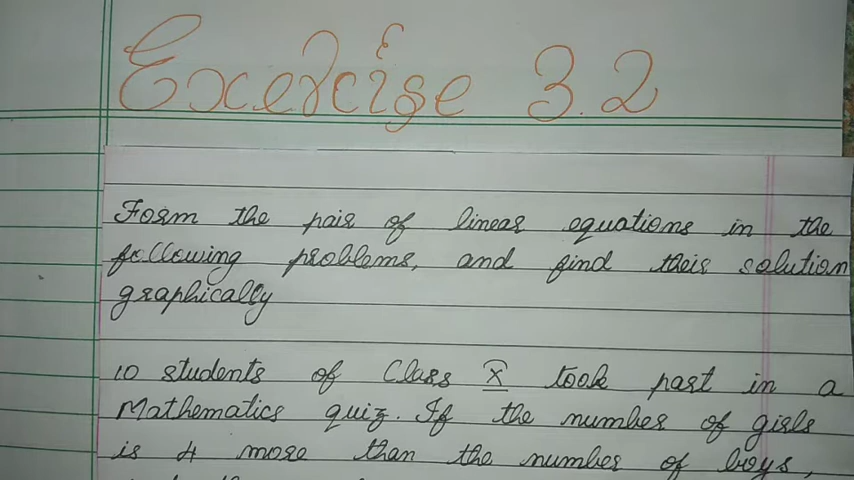 Exercise 3.2
Form the pair of linear equations in the
following problems, and find their solution
graphically
10 students of Class X took part in a
Mathematics quiz. If the number of girls
is 4 more than the number of boys,